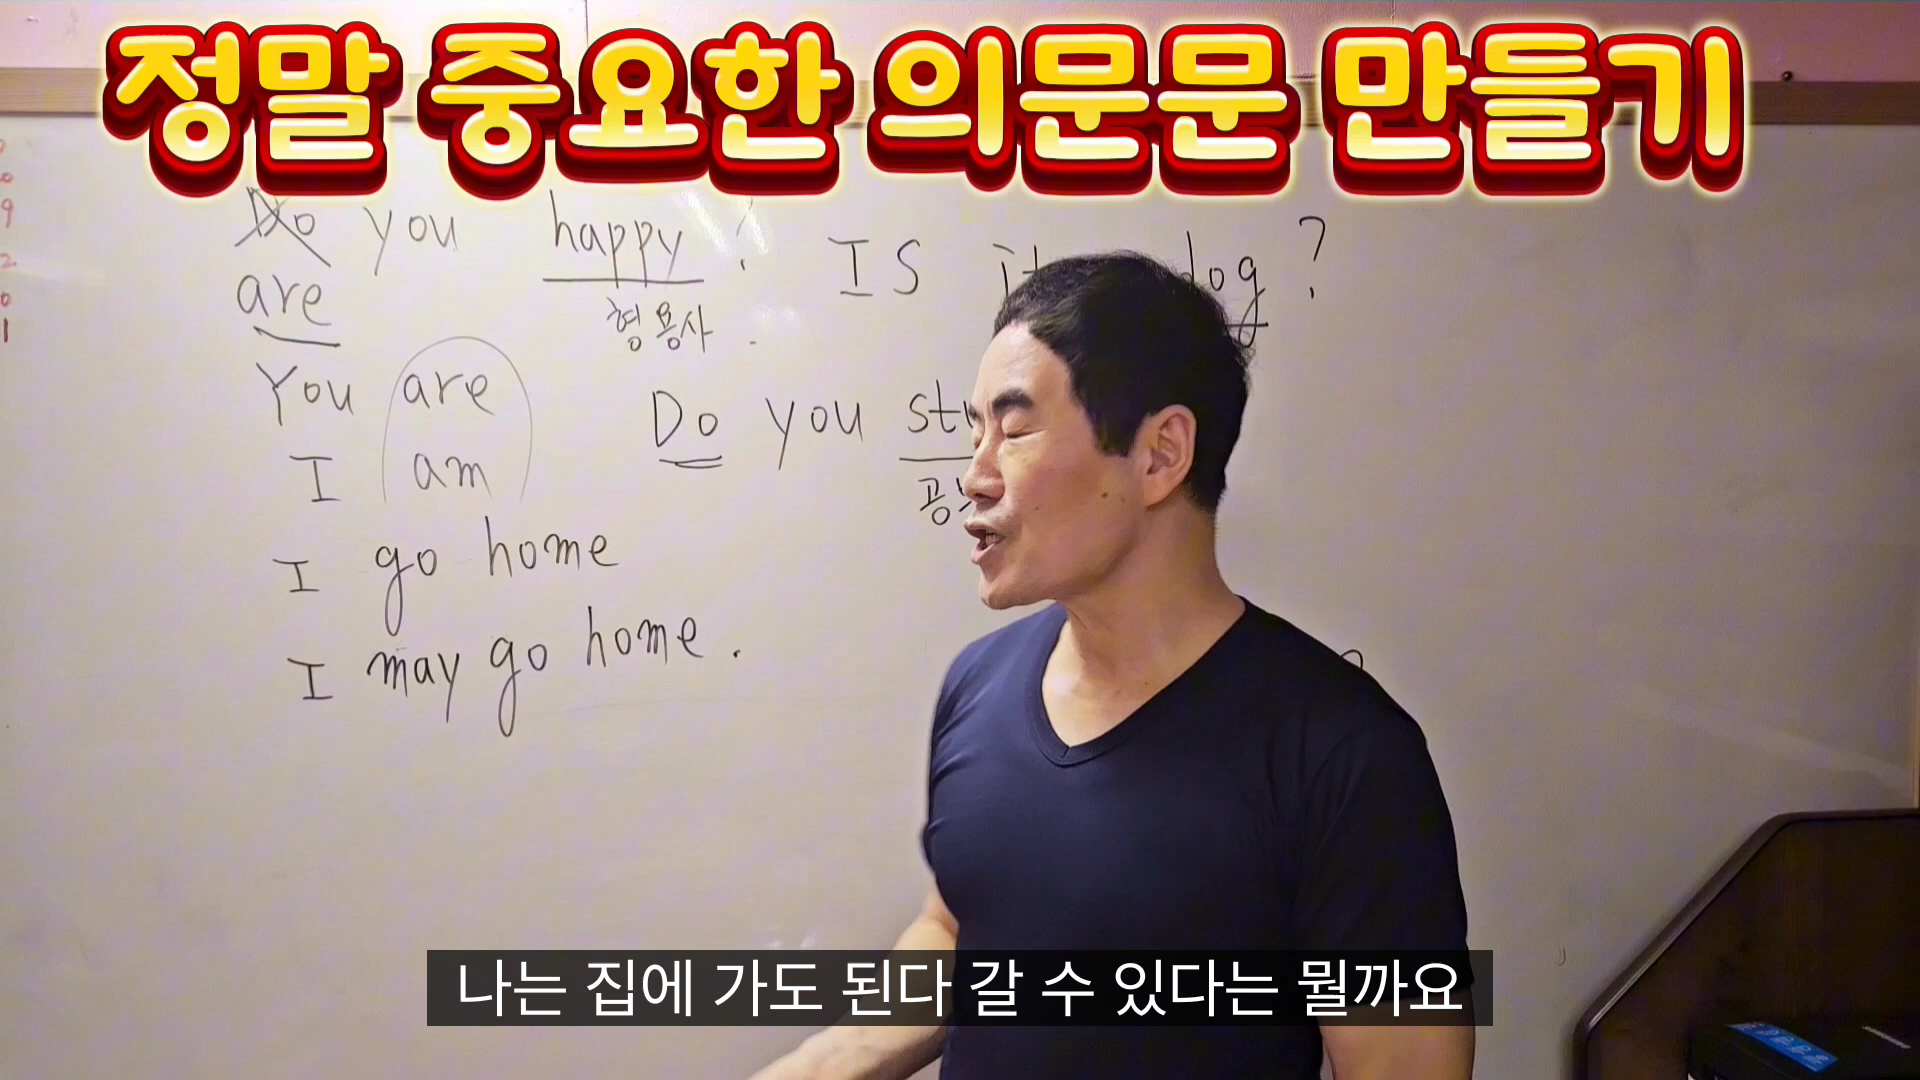 정말 중요한 의문문 만들기
Do you happy ?
are
형용사
IS dog ?
You are
I am
Do you
I go home
I may go home .
나는 집에 가도 된다 갈 수 있다는 뭘까요